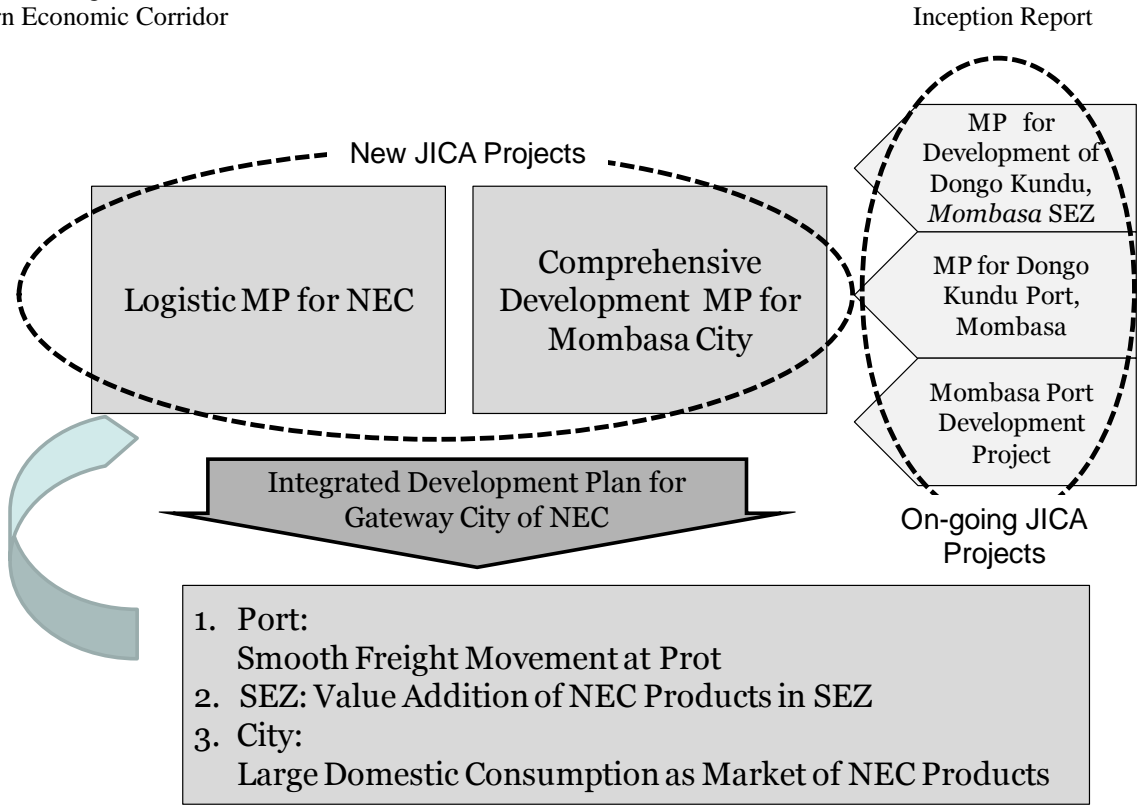 rn Economic Corridor
Inception Report
New JICA Projects
Logistic MP for NEC
Comprehensive
Development MP for
Mombasa City
MP for
Development of
Dongo Kundu,
Mombasa SEZ
MP for Dongo
Kundu Port,
Mombasa
Mombasa Port
Development
Project
On-going JICA
Projects
Integrated Development Plan for
Gateway City of NEC
1. Port:
Smooth Freight Movement at Prot
2. SEZ: Value Addition of NEC Products in SEZ
3. City:
Large Domestic Consumption as Market of NEC Products